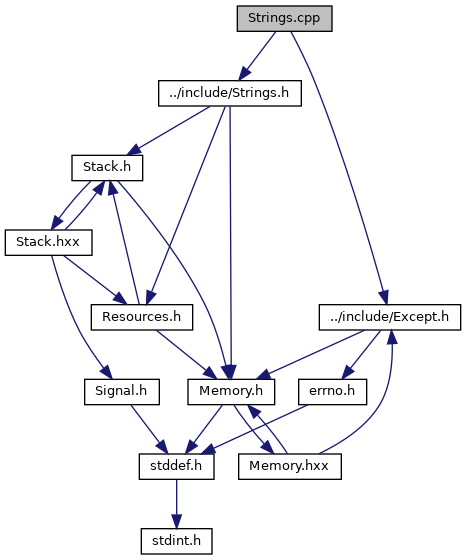 Strings.cpp
../include/Strings.h
Stack.h
Stack.hxx
Resources.h
../include/Except.h
Signal.h
Memory.h
errno.h
stddef.h
Memory.hxx
stdint.h